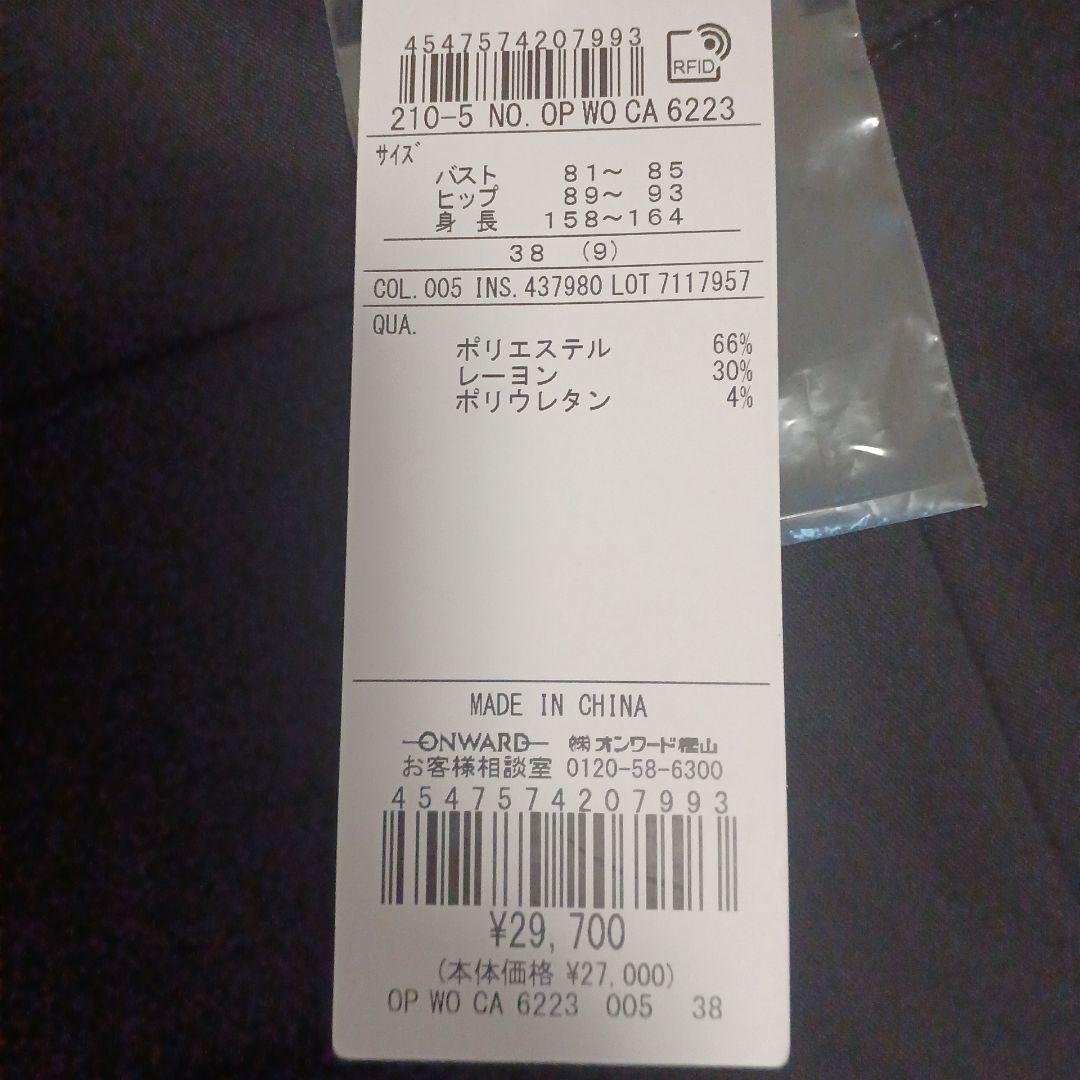 4547574207993
RFID
210-5 NO. OP WO CA 6223
サイズ
バスト 81～ 85
ヒップ 89～ 93
身 長 158～164
38 (9)
COL. 005 INS. 437980 LOT 7117957
QUA.
ポリエステル 66%
レーヨン 30%
ポリウレタン 4%
MADE IN CHINA
ONWARD ㈱オンワード樫山
お客様相談室 0120-58-6300
4547574207993
¥29,700
(本体価格 ¥27,000)
OP WO CA 6223 005 38